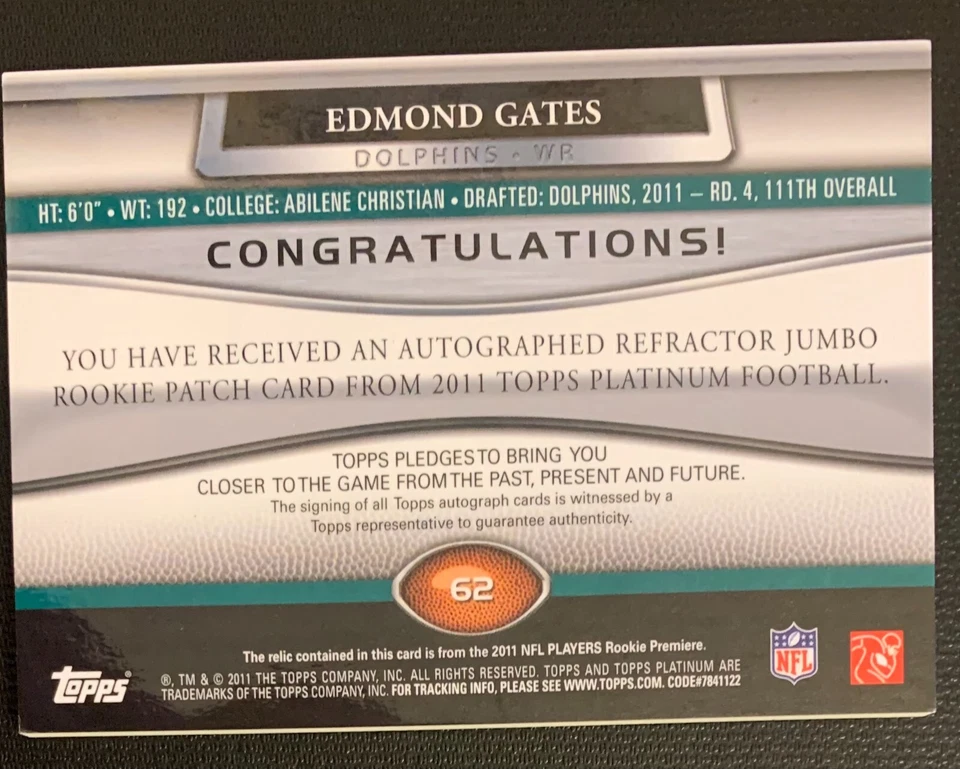 EDMOND GATES
DOLPHINS • WR
HT: 6'0" • WT: 192 • COLLEGE: ABILENE CHRISTIAN • DRAFTED: DOLPHINS, 2011 – RD. 4, 111TH OVERALL
CONGRATULATIONS!
YOU HAVE RECEIVED AN AUTOGRAPHED REFRACTOR JUMBO
ROOKIE PATCH CARD FROM 2011 TOPPS PLATINUM FOOTBALL.
TOPPS PLEDGES TO BRING YOU
CLOSER TO THE GAME FROM THE PAST, PRESENT AND FUTURE.
The signing of all Topps autograph cards is witnessed by a
Topps representative to guarantee authenticity.
62
The relic contained in this card is from the 2011 NFL PLAYERS Rookie Premiere.
®, TM & © 2011 THE TOPPS COMPANY, INC. ALL RIGHTS RESERVED. TOPPS AND TOPPS PLATINUM ARE
TRADEMARKS OF THE TOPPS COMPANY, INC. FOR TRACKING INFO, PLEASE SEE WWW.TOPPS.COM. CODE#7841122
Topps®
NFL